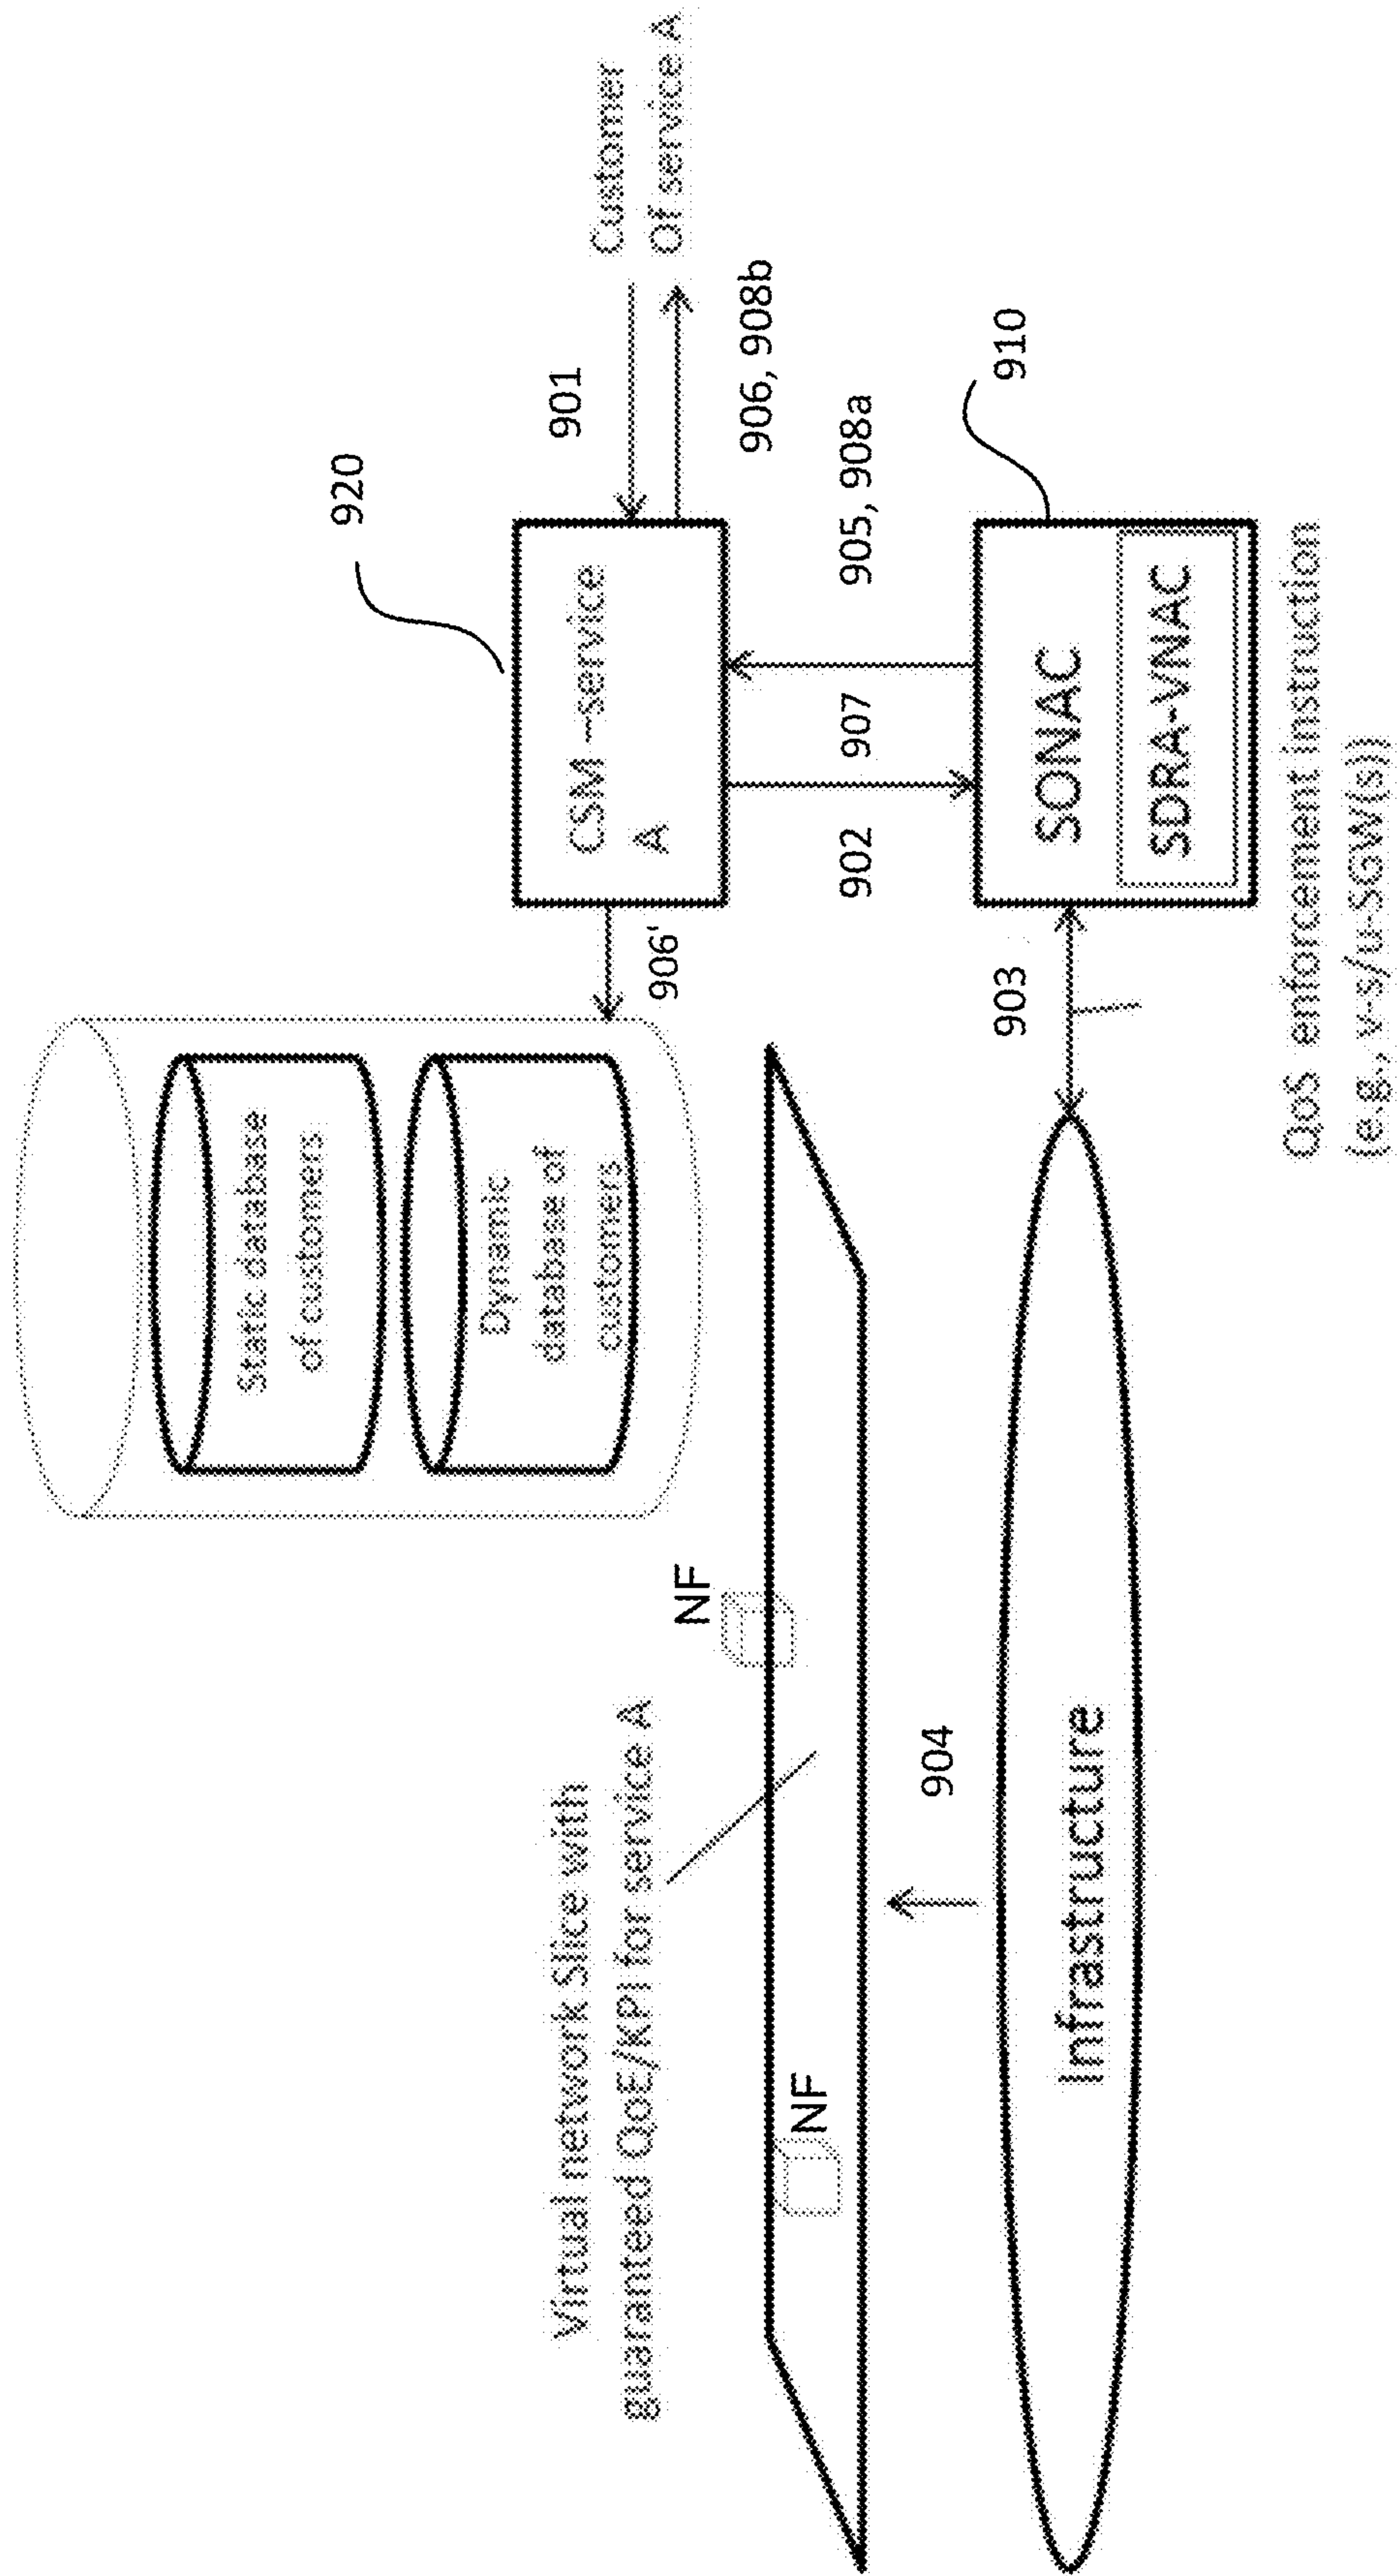 Static database
of customers
Dynamic
database of
customers
906'
920
CSM –service
A
901
Customer
Of service A
906, 908b
902
907
905, 908a
910
SONAC
SDRA-VNAC
903
QoS enforcement instruction
(e.g., v-s/u-SGW(s))
Virtual network Slice with
guaranteed QoE/KPI for service A
NF
NF
904
Infrastructure